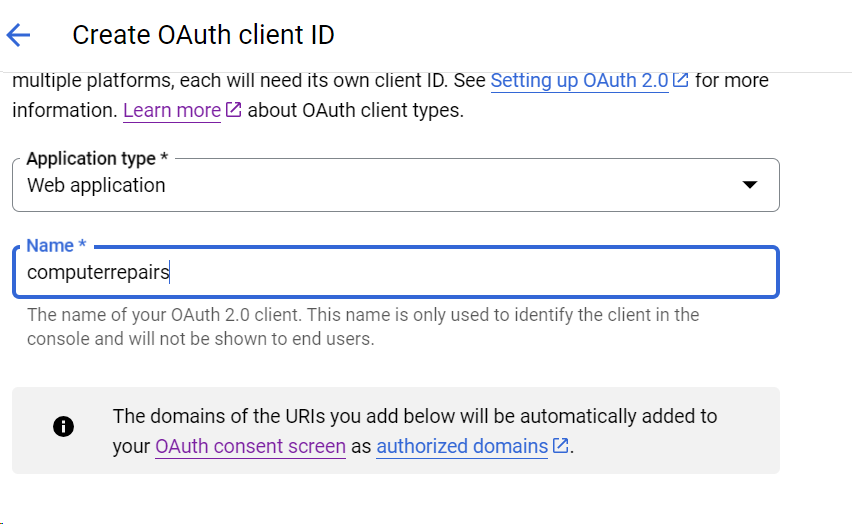 Create OAuth client ID
multiple platforms, each will need its own client ID. See Setting up OAuth 2.0 for more
information. Learn more about OAuth client types.
Application type *
Web application
Name *
computerrepairs
The name of your OAuth 2.0 client. This name is only used to identify the client in the
console and will not be shown to end users.
The domains of the URIs you add below will be automatically added to
your OAuth consent screen as authorized domains.